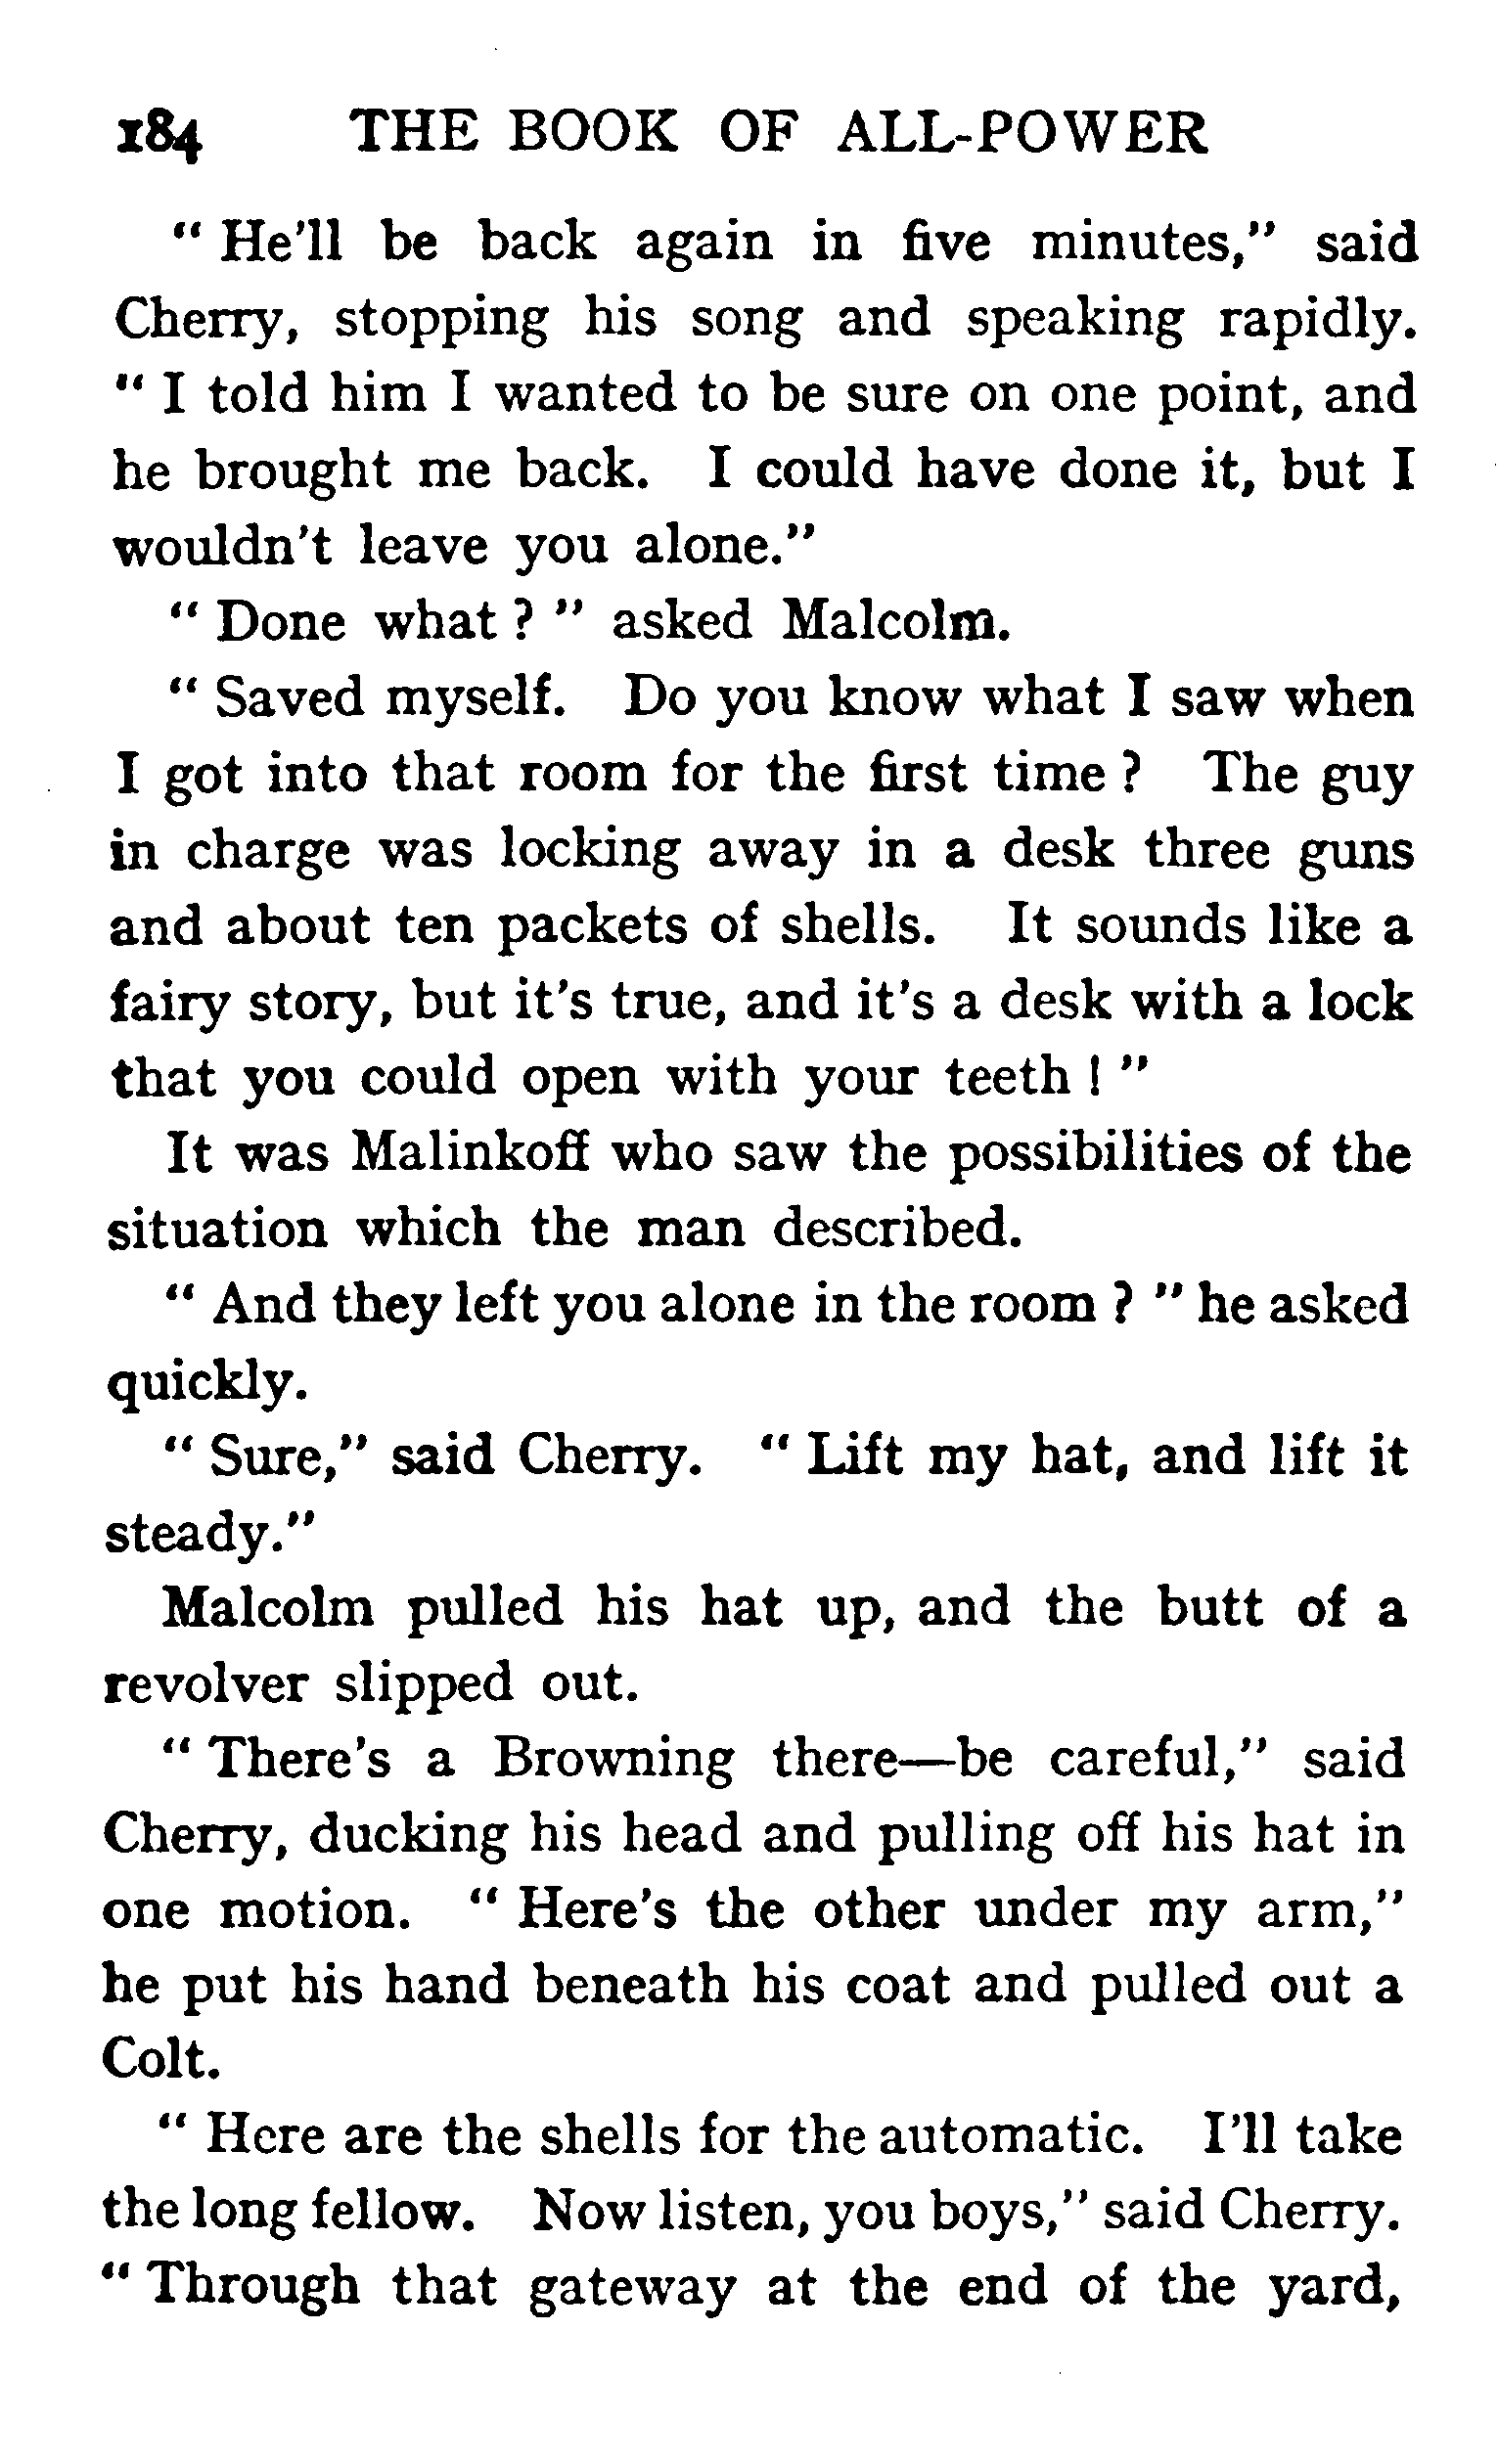 184 THE BOOK OF ALL-POWER
" He'll be back again in five minutes," said
Cherry, stopping his song and speaking rapidly.
" I told him I wanted to be sure on one point, and
he brought me back. I could have done it, but I
wouldn't leave you alone."
" Done what ? " asked Malcolm.
" Saved myself. Do you know what I saw when
I got into that room for the first time ? The guy
in charge was locking away in a desk three guns
and about ten packets of shells. It sounds like a
fairy story, but it's true, and it's a desk with a lock
that you could open with your teeth ! "
It was Malinkoff who saw the possibilities of the
situation which the man described.
" And they left you alone in the room ? " he asked
quickly.
" Sure," said Cherry. " Lift my hat, and lift it
steady."
Malcolm pulled his hat up, and the butt of a
revolver slipped out.
" There's a Browning there—be careful," said
Cherry, ducking his head and pulling off his hat in
one motion. " Here's the other under my arm,"
he put his hand beneath his coat and pulled out a
Colt.
" Here are the shells for the automatic. I'll take
the long fellow. Now listen, you boys," said Cherry.
" Through that gateway at the end of the yard,